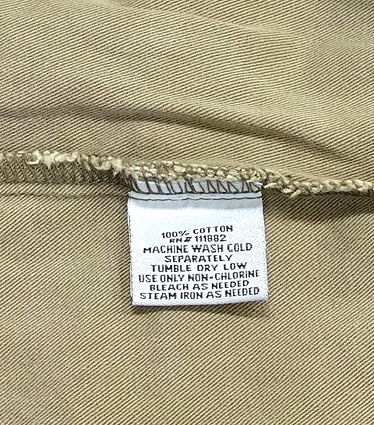 100% COTTON
RN# 111882
MACHINE WASH COLD
SEPARATELY
TUMBLE DRY LOW
USE ONLY NON-CHLORINE
BLEACH AS NEEDED
STEAM IRON AS NEEDED